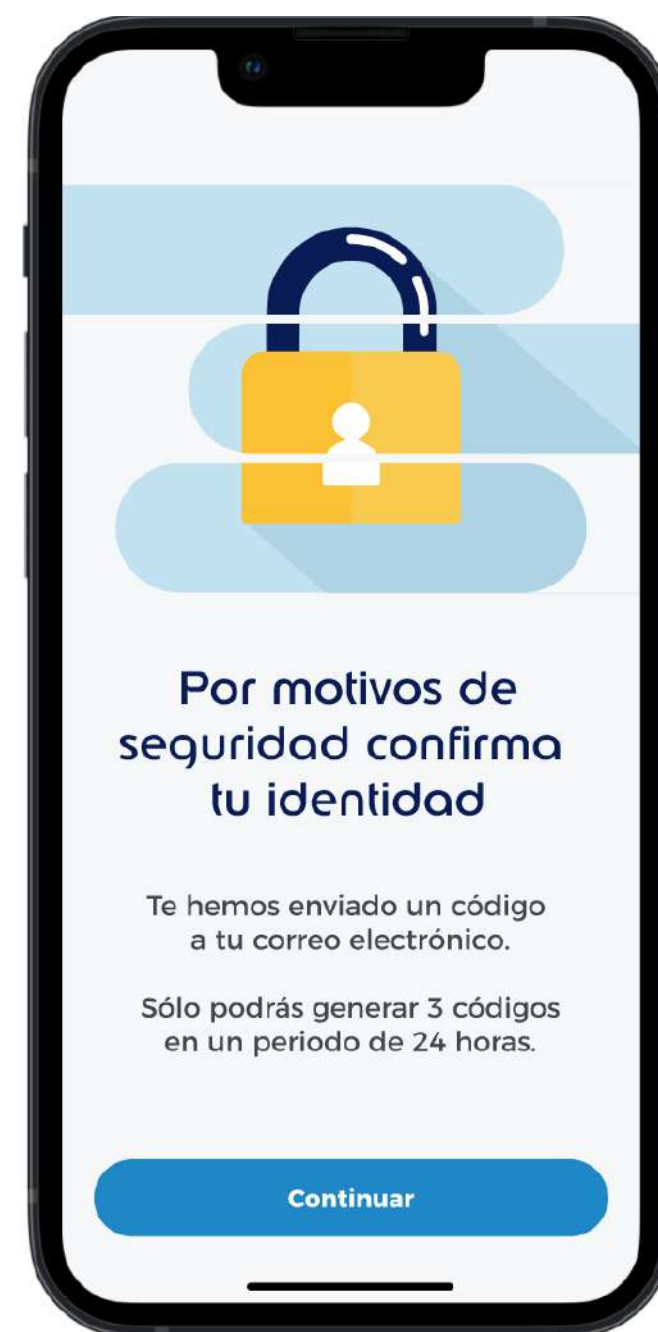 Por motivos de
seguridad confirma
tu identidad
Te hemos enviado un código
a tu correo electrónico.
Sólo podrás generar 3 códigos
en un periodo de 24 horas.
Continuar